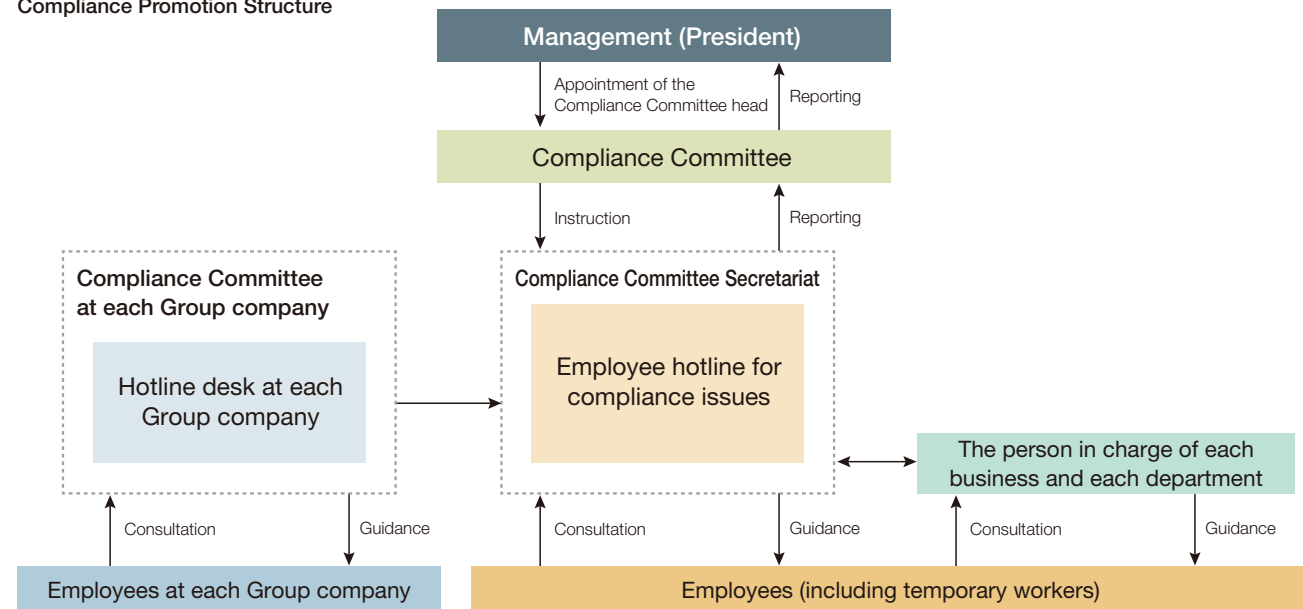 Compliance Promotion Structure
Management (President)
Appointment of the
Compliance Committee head
Reporting
Compliance Committee
Instruction
Reporting
Compliance Committee
at each Group company
Hotline desk at each
Group company
Compliance Committee Secretariat
Employee hotline for
compliance issues
The person in charge of each
business and each department
Consultation
Guidance
Consultation
Guidance
Consultation
Guidance
Employees at each Group company
Employees (including temporary workers)